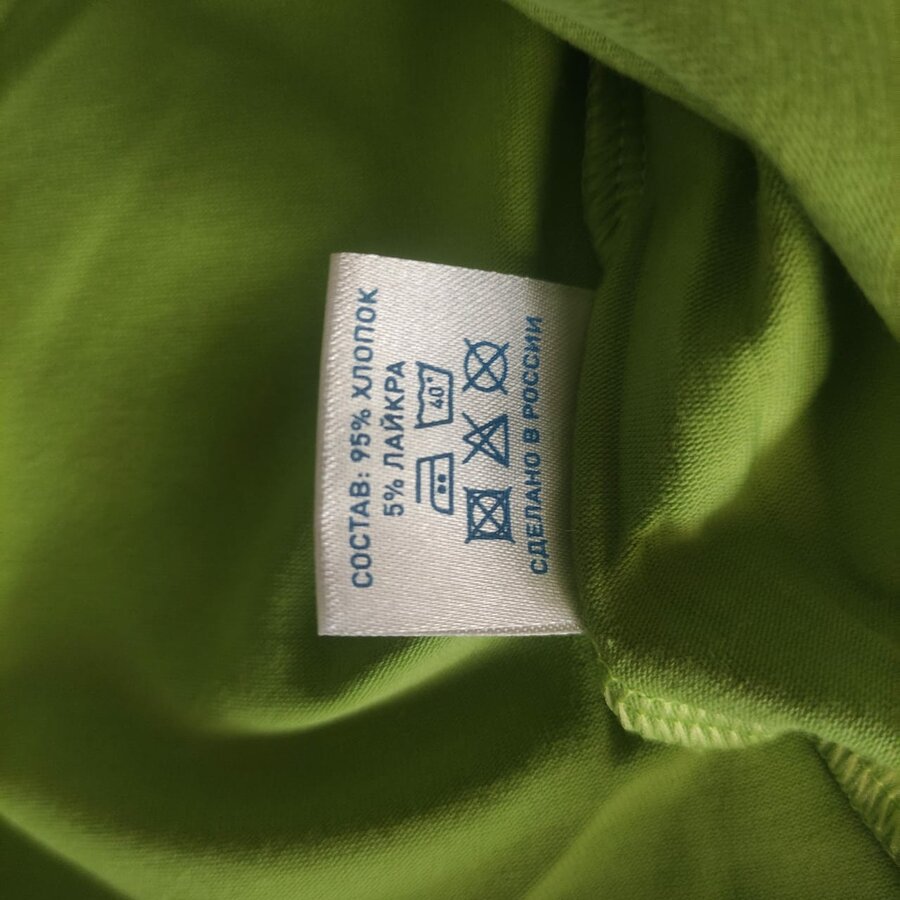 СОСТАВ: 95% ХЛОПОК
5% ЛАЙКРА
40°
СДЕЛАНО В РОССИИ